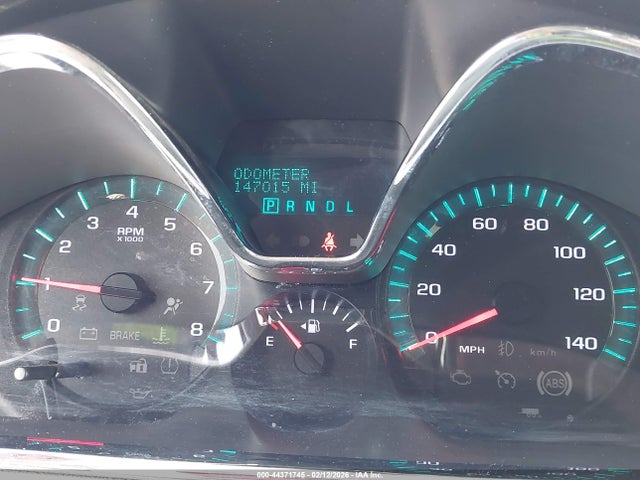 ODOMETER
147015 MI
P R N D L
0 1 2 3 4 5 6 7 8
RPM
X1000
BRAKE
E F
0 20 40 60 80 100 120 140
MPH km/h
ABS
000-44371745 - 02/12/2026 - IAA Inc.